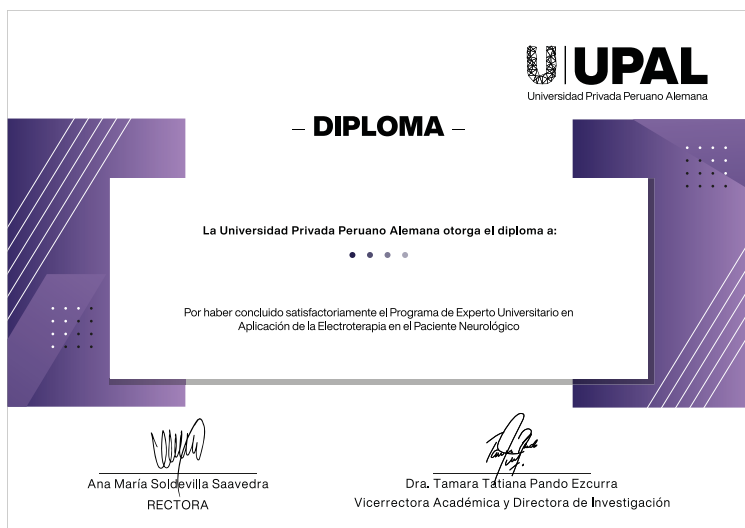 UPAL
Universidad Privada Peruano Alemana
– DIPLOMA –
La Universidad Privada Peruano Alemana otorga el diploma a:
Por haber concluido satisfactoriamente el Programa de Experto Universitario en
Aplicación de la Electroterapia en el Paciente Neurológico
Ana María Soldevilla Saavedra
RECTORA
Dra. Tamara Tatiana Pando Ezcurra
Vicerrectora Académica y Directora de Investigación